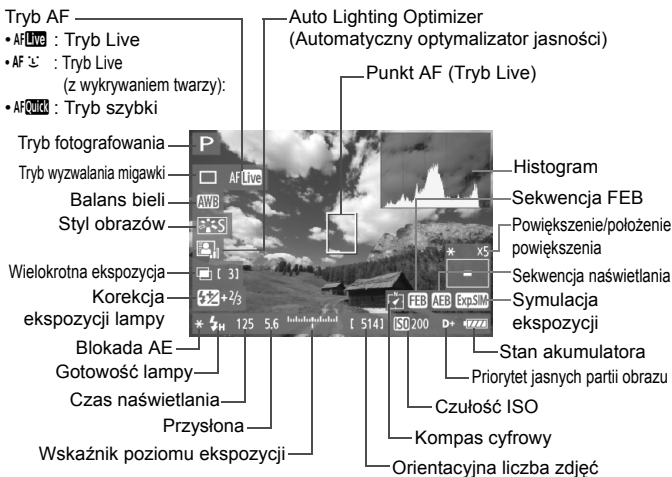 Tryb AF
• AF Live : Tryb Live
• AF : Tryb Live
(z wykrywaniem twarzy):
• AF Quick : Tryb szybki
Auto Lighting Optimizer
(Automatyczny optymalizator jasności)
Punkt AF (Tryb Live)
Tryb fotografowania
Tryb wyzwalania migawki
Balans bieli
Styl obrazów
Wielokrotna ekspozycja
Korekcja
ekspozycji lampy
Blokada AE
Gotowość lampy
Czas naświetlania
Przysłona
Wskaźnik poziomu ekspozycji
P
AF Live
AWB
S
[ 3]
+2/3
* H 125 5.6 [ 514] ISO 200 D+
* x5
N FEB AEB Exp.SIM
Histogram
Sekwencja FEB
Powiększenie/położenie
powiększenia
Sekwencja naświetlania
Symulacja
ekspozycji
Stan akumulatora
Priorytet jasnych partii obrazu
Czułość ISO
Kompas cyfrowy
Orientacyjna liczba zdjęć